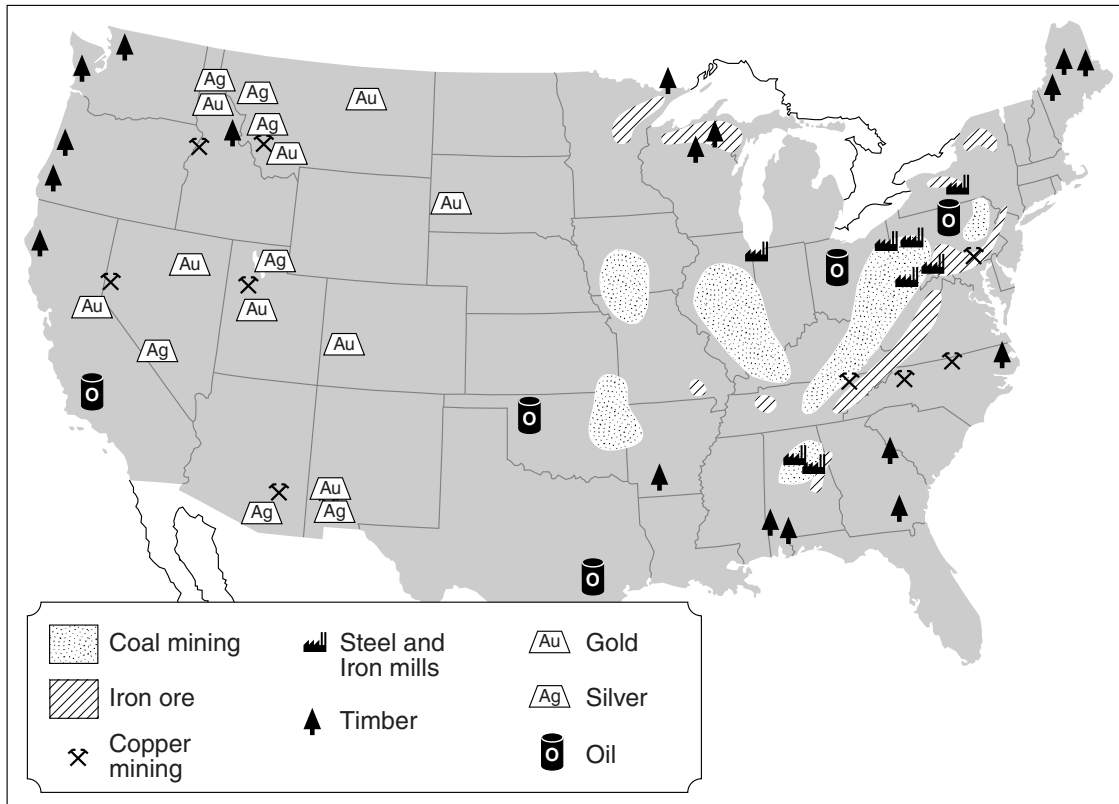 Ag
Au
Ag
Ag
Au
Au
Au
Au
Ag
Au
Au
Au
Ag
Au
O
O
O
O
Au
Ag
Ag
O
Coal mining
Iron ore
Copper
mining
Steel and
Iron mills
Timber
Au Gold
Ag Silver
O Oil